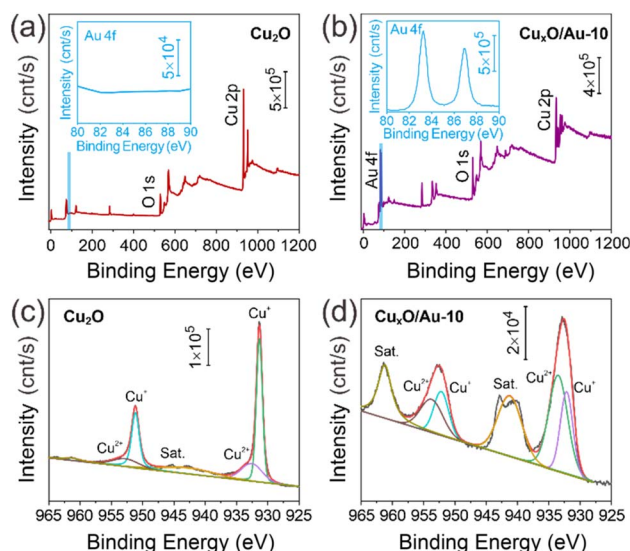 (a)
Cu₂O
Au 4f
Intensity (cnt/s)
5×10⁴
80 82 84 86 88 90
Binding Energy (eV)
5×10⁵
Cu 2p
O 1s
Intensity (cnt/s)
0 200 400 600 800 1000 1200
Binding Energy (eV)
(b)
CuₓO/Au-10
Au 4f
Intensity (cnt/s)
5×10⁵
80 82 84 86 88 90
Binding Energy (eV)
4×10⁵
Cu 2p
O 1s
Au 4f
Intensity (cnt/s)
0 200 400 600 800 1000 1200
Binding Energy (eV)
(c)
Cu₂O
1×10⁵
Cu⁺
Cu⁺
Cu²⁺
Sat.
Cu²⁺
Intensity (cnt/s)
965 960 955 950 945 940 935 930 925
Binding Energy (eV)
(d)
CuₓO/Au-10
2×10⁴
Sat.
Cu²⁺
Cu⁺
Sat.
Cu²⁺
Cu⁺
Intensity (cnt/s)
965 960 955 950 945 940 935 930 925
Binding Energy (eV)